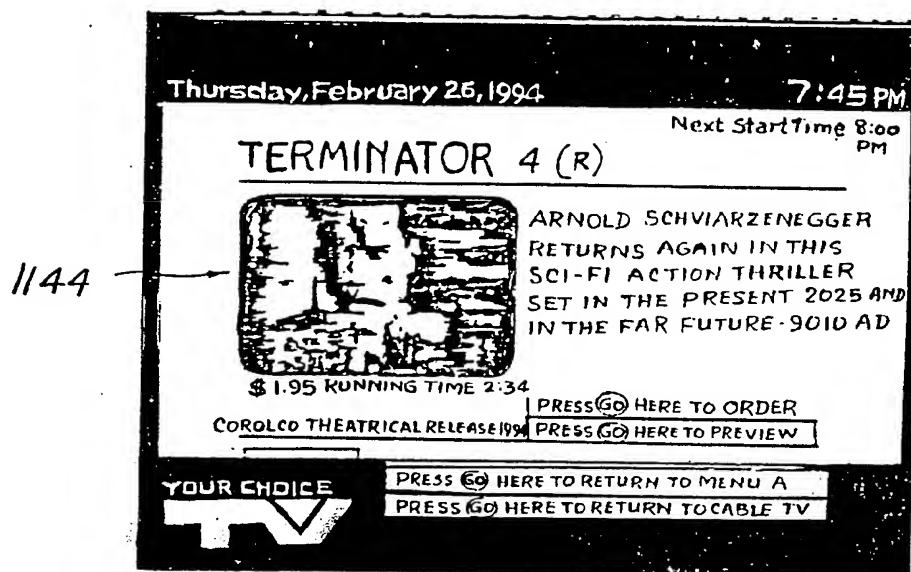 Thursday, February 26, 1994 7:45 PM
Next Start Time 8:00
PM
TERMINATOR 4 (R)
1144
ARNOLD SCHVIARZENEGGER
RETURNS AGAIN IN THIS
SCI-FI ACTION THRILLER
SET IN THE PRESENT 2025 AND
IN THE FAR FUTURE-9010 AD
$ 1.95 RUNNING TIME 2:34
PRESS GO HERE TO ORDER
COROLCO THEATRICAL RELEASE 1994
PRESS GO HERE TO PREVIEW
YOUR CHOICE
TV
PRESS GO HERE TO RETURN TO MENU A
PRESS GO HERE TO RETURN TO CABLE TV